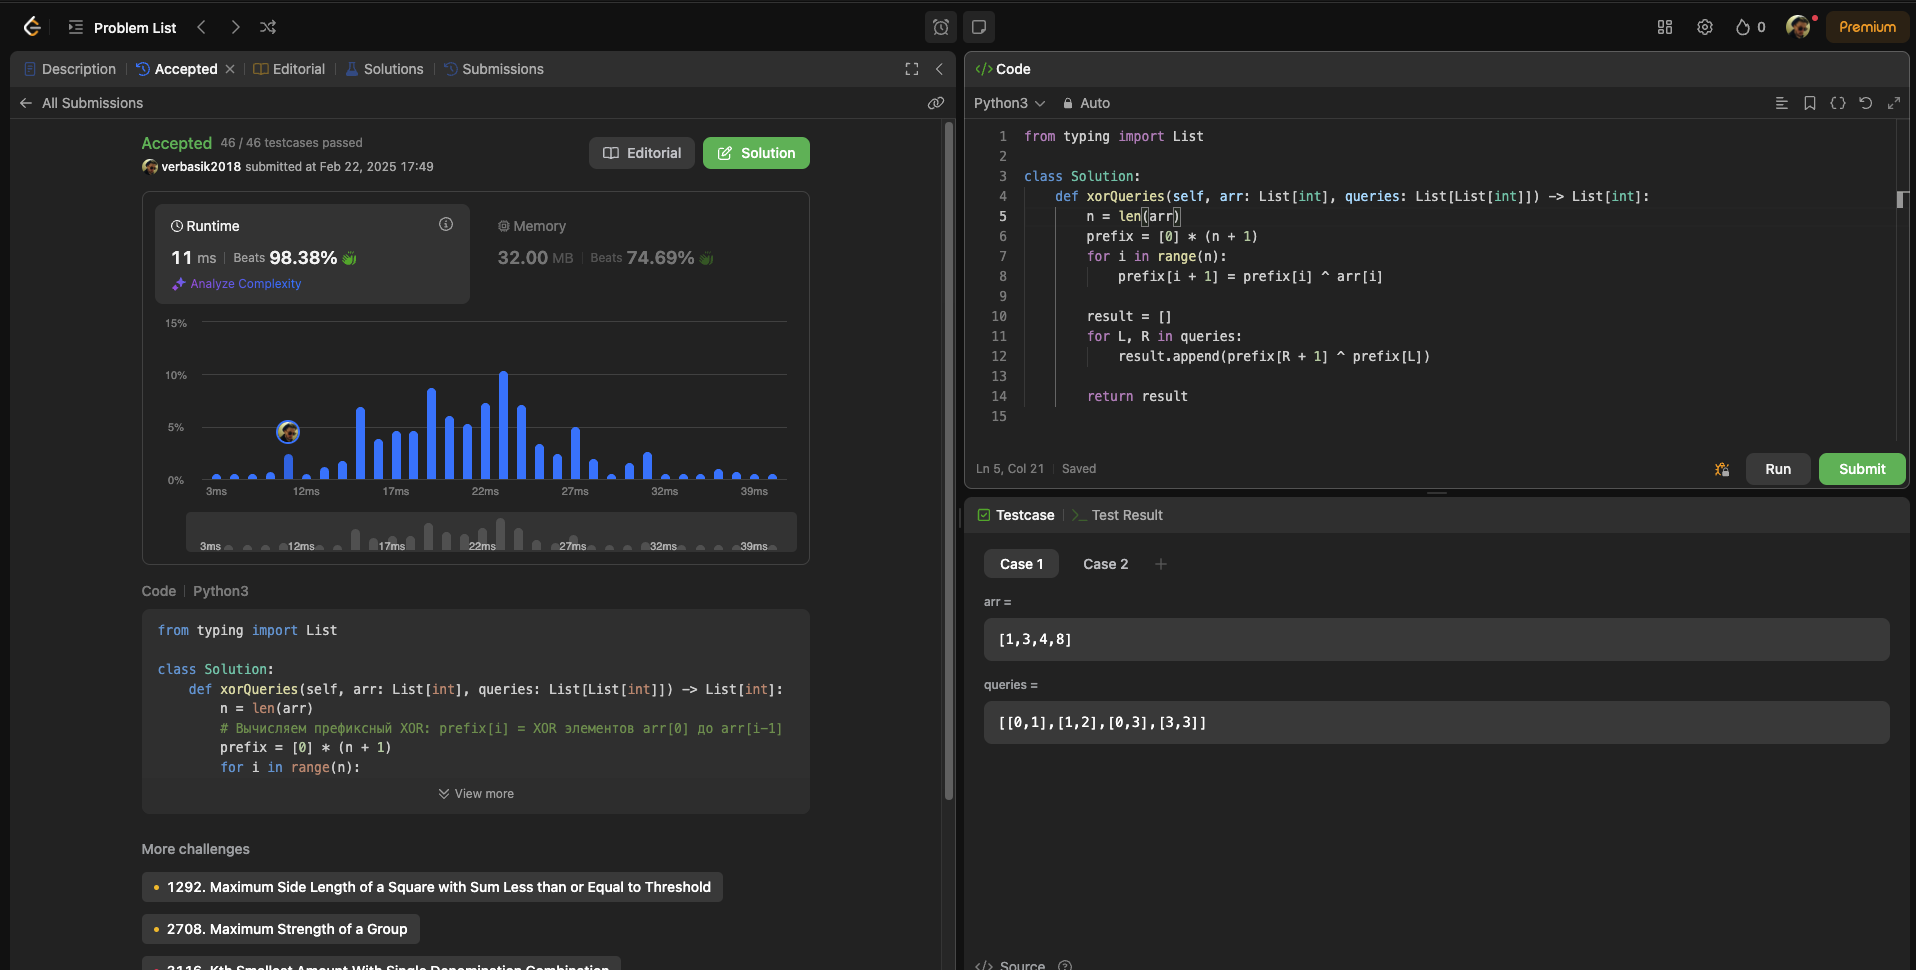 Problem List
0
Premium
Description
Accepted
Editorial
Solutions
Submissions
All Submissions
Accepted 46 / 46 testcases passed
verbasik2018 submitted at Feb 22, 2025 17:49
Editorial
Solution
Runtime
11 ms Beats 98.38%
Analyze Complexity
Memory
32.00 MB Beats 74.69%
15%
10%
5%
0%
3ms 12ms 17ms 22ms 27ms 32ms 39ms
3ms 12ms 17ms 22ms 27ms 32ms 39ms
Code Python3
from typing import List
class Solution:
def xorQueries(self, arr: List[int], queries: List[List[int]]) -> List[int]:
n = len(arr)
# Вычисляем префиксный XOR: prefix[i] = XOR элементов arr[0] до arr[i-1]
prefix = [0] * (n + 1)
for i in range(n):
View more
More challenges
1292. Maximum Side Length of a Square with Sum Less than or Equal to Threshold
2708. Maximum Strength of a Group
3116. Kth Smallest Amount With Single Denomination Combination
</> Code
Python3 Auto
1 from typing import List
2
3 class Solution:
4 def xorQueries(self, arr: List[int], queries: List[List[int]]) -> List[int]:
5 n = len(arr)
6 prefix = [0] * (n + 1)
7 for i in range(n):
8 prefix[i + 1] = prefix[i] ^ arr[i]
9
10 result = []
11 for L, R in queries:
12 result.append(prefix[R + 1] ^ prefix[L])
13
14 return result
15
Ln 5, Col 21 Saved
Run
Submit
Testcase
Test Result
Case 1
Case 2
arr =
[1,3,4,8]
queries =
[[0,1],[1,2],[0,3],[3,3]]
</> Source